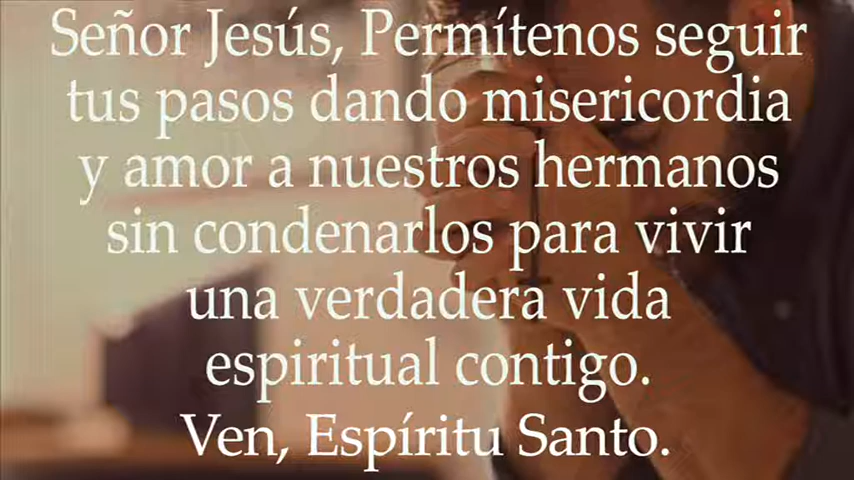 Señor Jesús, Permítenos seguir
tus pasos dando misericordia
y amor a nuestros hermanos
sin condenarlos para vivir
una verdadera vida
espiritual contigo.
Ven, Espíritu Santo.